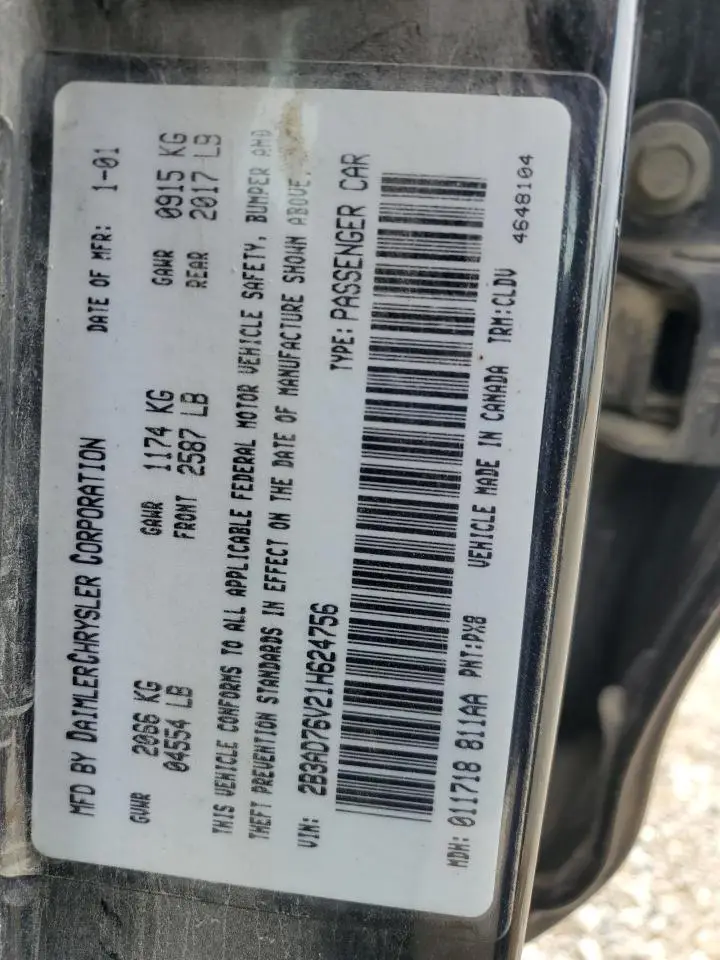 MFD BY DAIMLERCHRYSLER CORPORATION DATE OF MFR: 1-01
GVWR 2066 KG GAWR 1174 KG GAWR 0915 KG
04554 LB FRONT 2587 LB REAR 2017 LB
THIS VEHICLE CONFORMS TO ALL APPLICABLE FEDERAL MOTOR VEHICLE SAFETY, BUMPER AND
THEFT PREVENTION STANDARDS IN EFFECT ON THE DATE OF MANUFACTURE SHOWN ABOVE.
VIN: 2B3AD76V21H624756 TYPE: PASSENGER CAR
MDH: 011718 811AA PNT:PX8 VEHICLE MADE IN CANADA TRM:CLDV
4648104